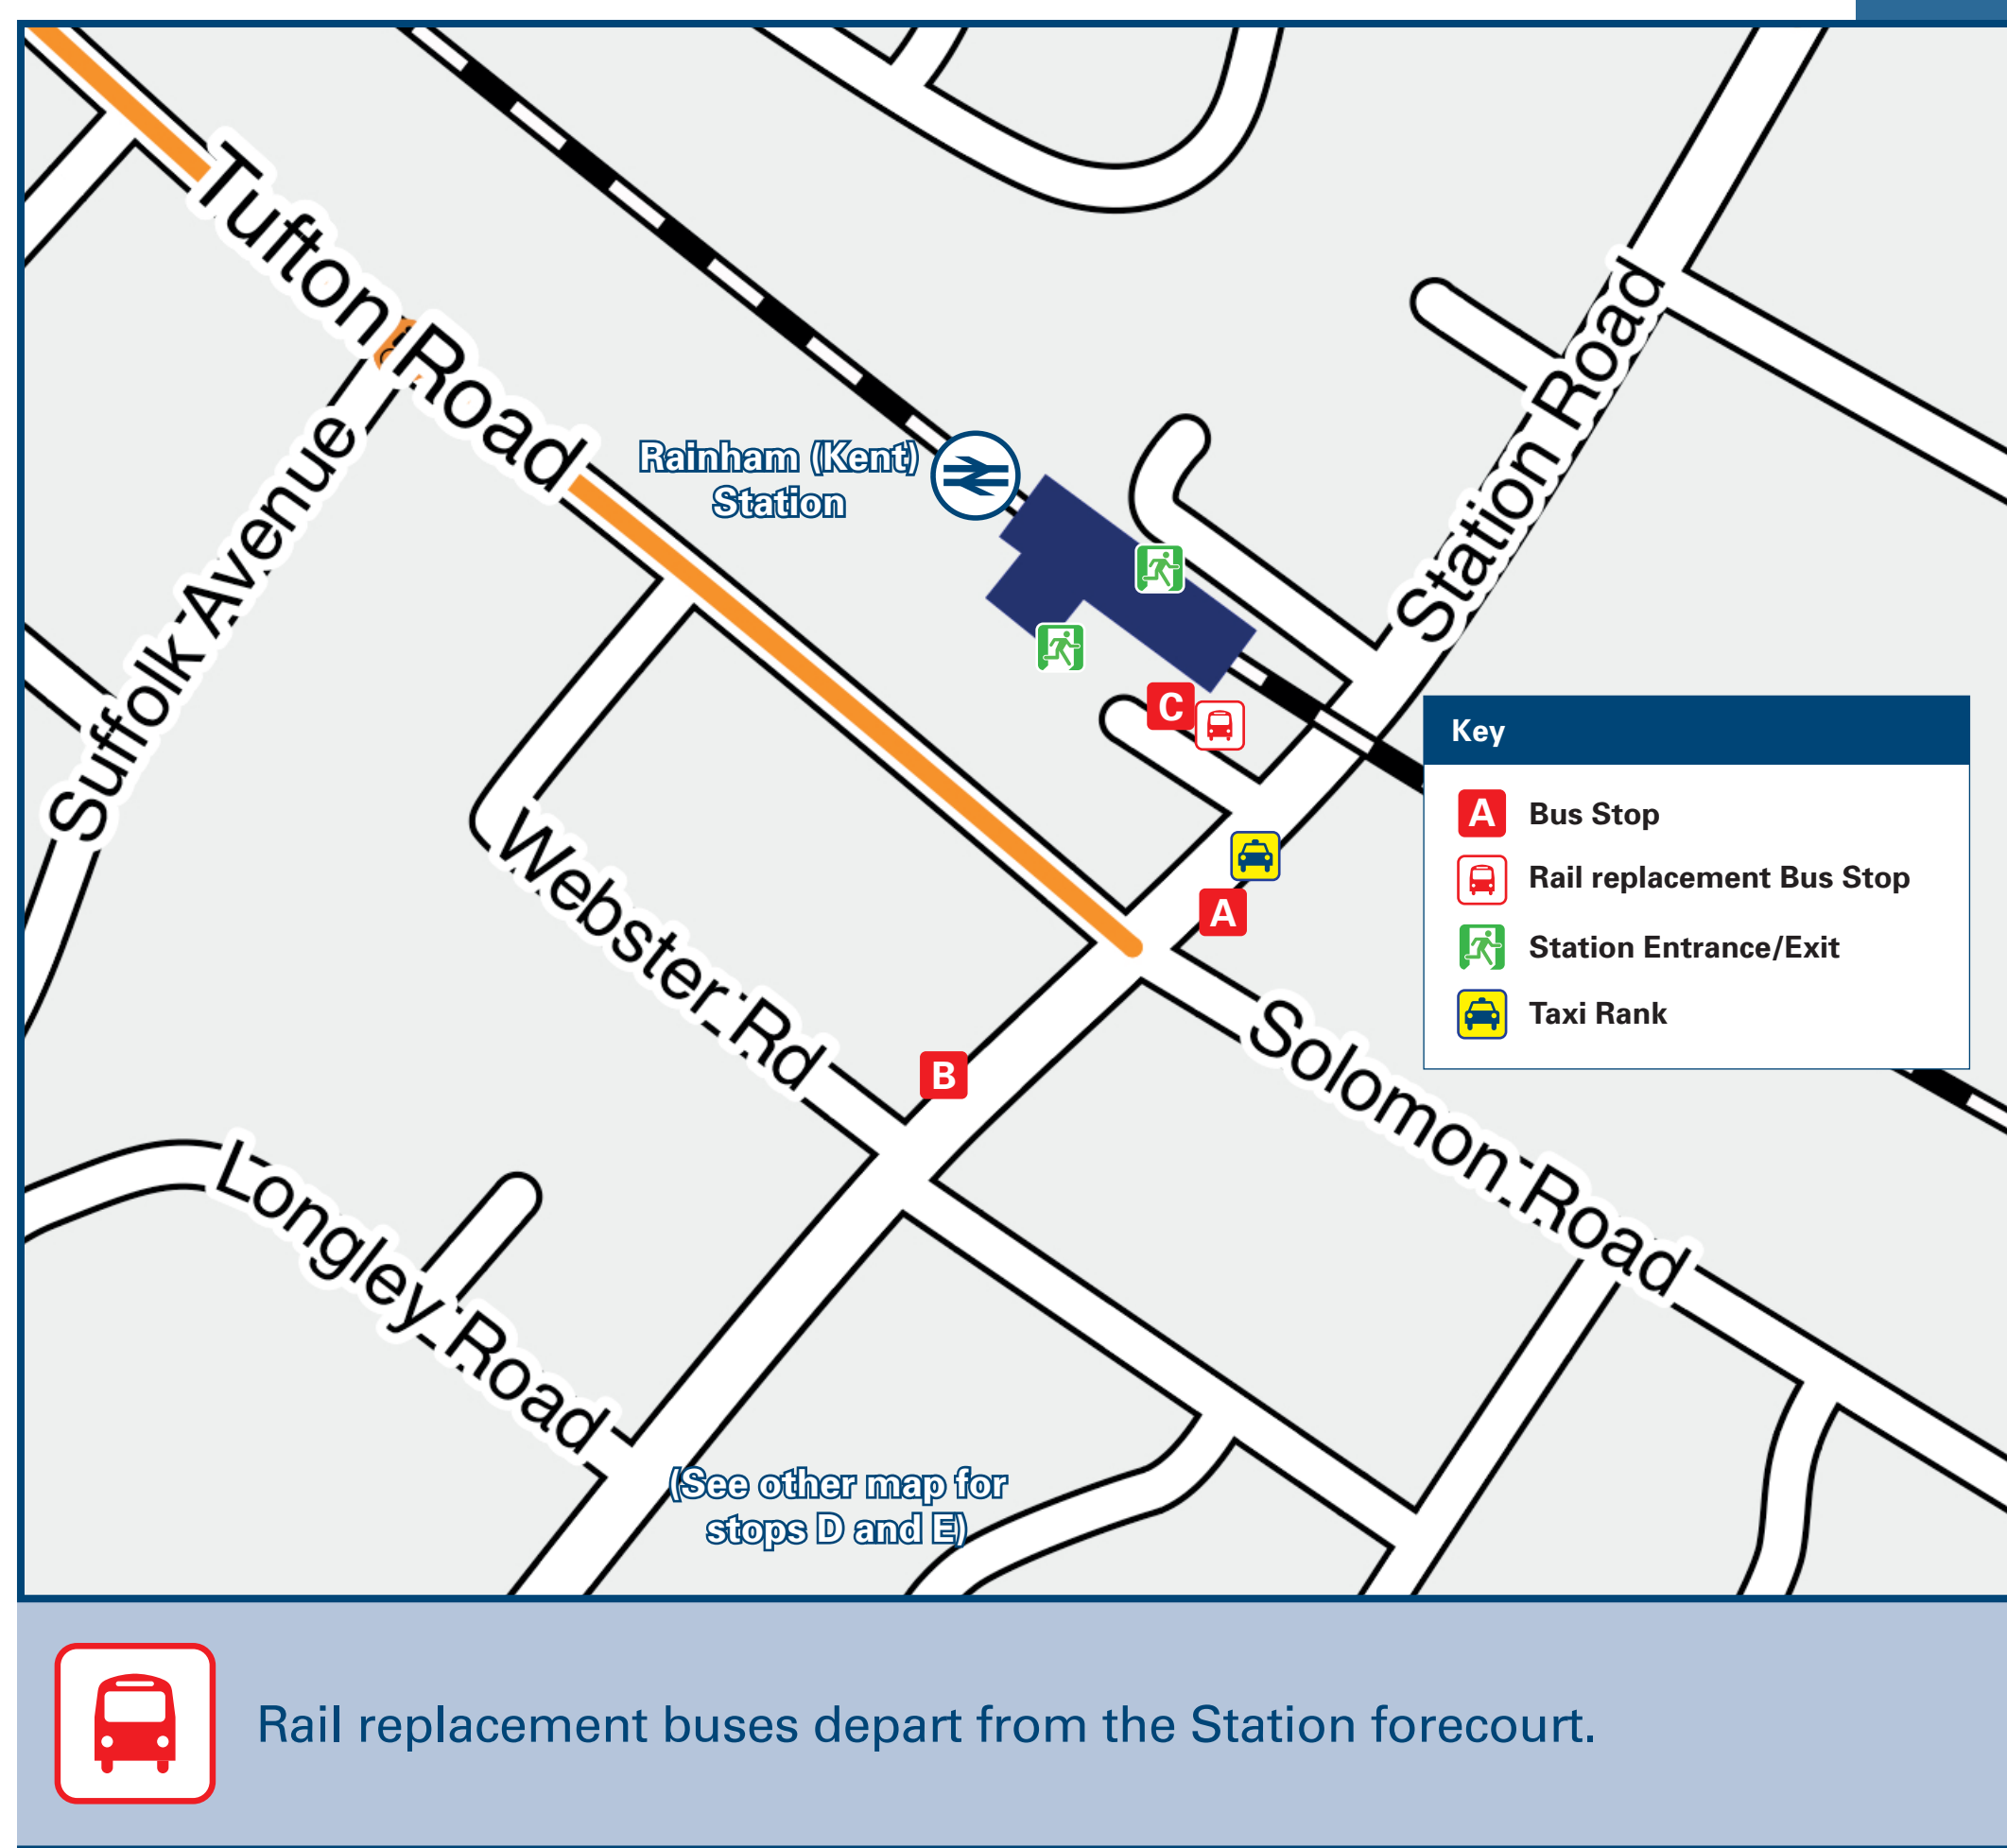 Tufton Road
Station Road
Rainham (Kent)
Station
Suffolk Avenue
C
Key
A Bus Stop
Rail replacement Bus Stop
Station Entrance/Exit
Taxi Rank
A
Webster Rd
B
Solomon Road
Longley Road
(See other map for
stops D and E)
Rail replacement buses depart from the Station forecourt.